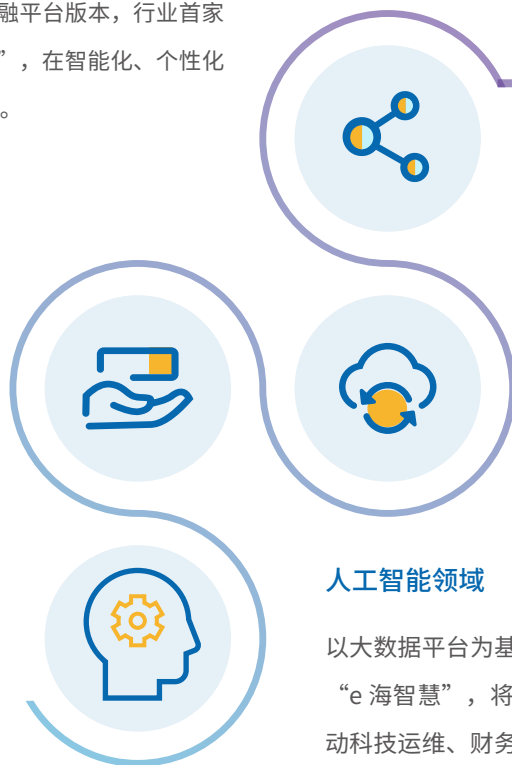 融平台版本，行业首家
”，在智能化、个性化
。
人工智能领域
以大数据平台为基
“e 海智慧”，将
动科技运维、财务